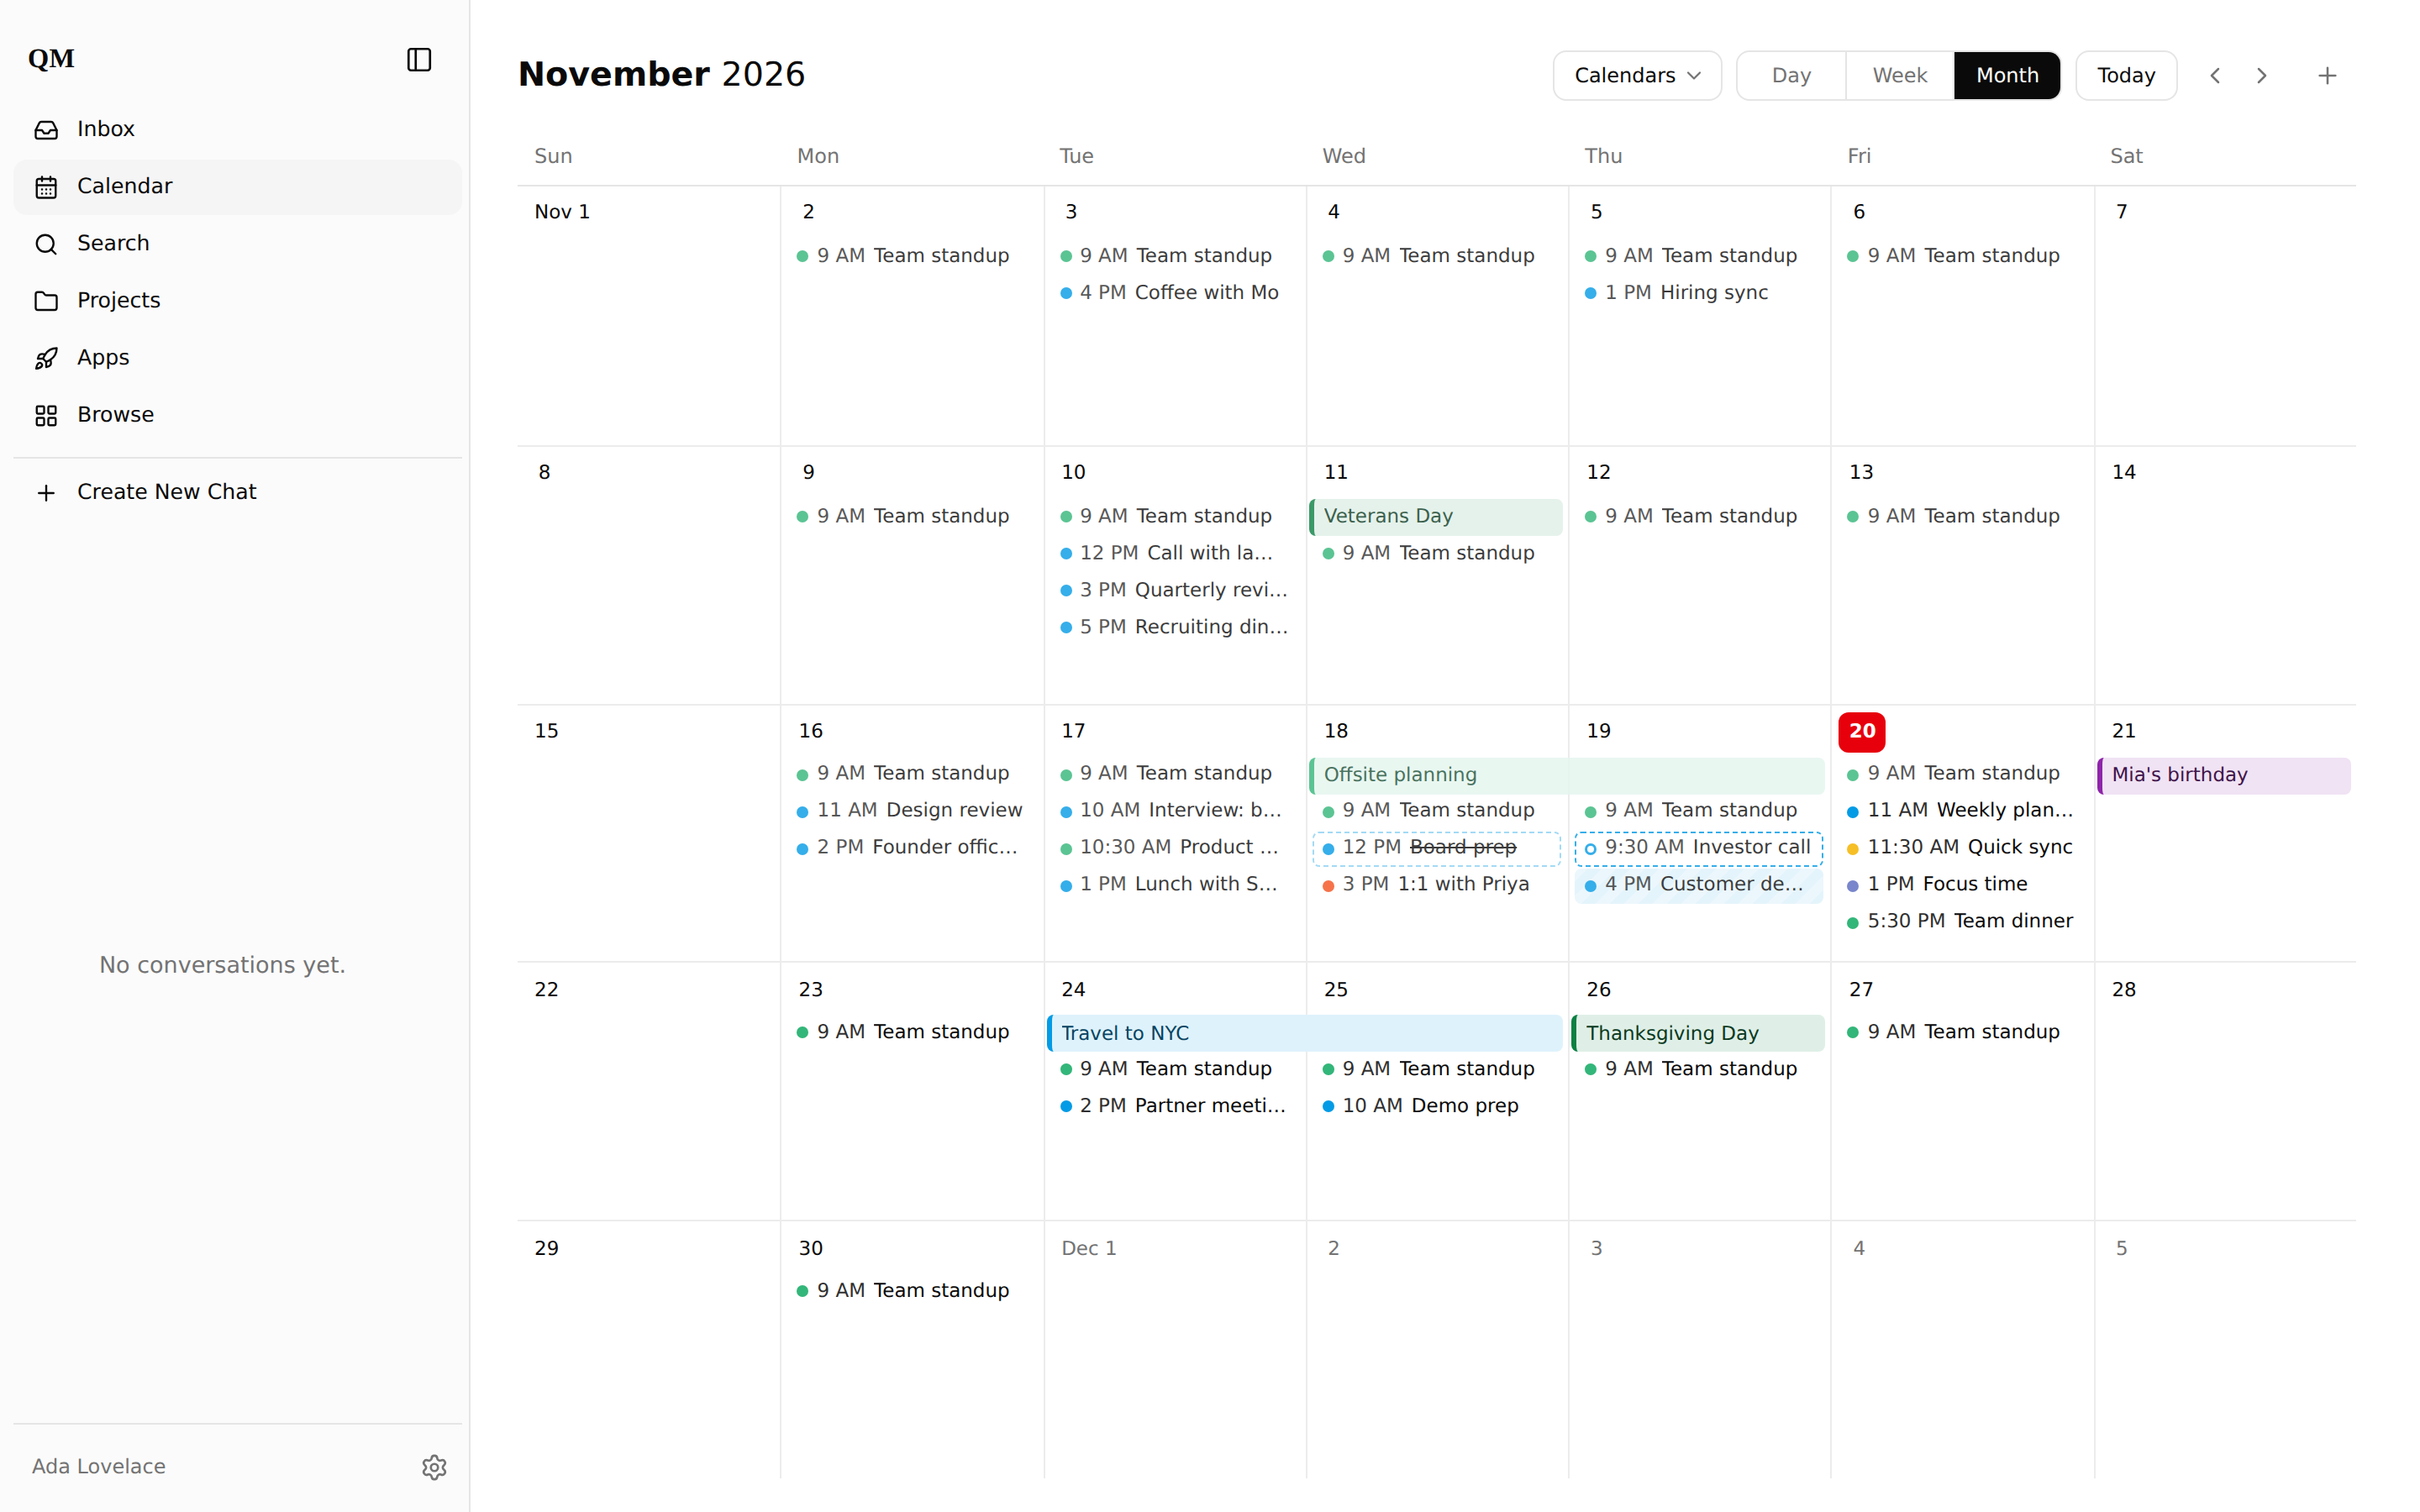 QM
Inbox
Calendar
Search
Projects
Apps
Browse
Create New Chat
No conversations yet.
Ada Lovelace
November 2026
Calendars
Day
Week
Month
Today
Sun Mon Tue Wed Thu Fri Sat
Nov 1
2
9 AM Team standup
3
9 AM Team standup
4 PM Coffee with Mo
4
9 AM Team standup
5
9 AM Team standup
1 PM Hiring sync
6
9 AM Team standup
7
8
9
9 AM Team standup
10
9 AM Team standup
12 PM Call with la…
3 PM Quarterly revi…
5 PM Recruiting din…
11
Veterans Day
9 AM Team standup
12
9 AM Team standup
13
9 AM Team standup
14
15
16
9 AM Team standup
11 AM Design review
2 PM Founder offic…
17
9 AM Team standup
10 AM Interview: b…
10:30 AM Product …
1 PM Lunch with S…
18
Offsite planning
9 AM Team standup
12 PM Board prep
3 PM 1:1 with Priya
19
9 AM Team standup
9:30 AM Investor call
4 PM Customer de…
20
9 AM Team standup
11 AM Weekly plan…
11:30 AM Quick sync
1 PM Focus time
5:30 PM Team dinner
21
Mia's birthday
22
23
9 AM Team standup
24
Travel to NYC
9 AM Team standup
2 PM Partner meeti…
25
9 AM Team standup
10 AM Demo prep
26
Thanksgiving Day
9 AM Team standup
27
9 AM Team standup
28
29
30
9 AM Team standup
Dec 1
2
3
4
5